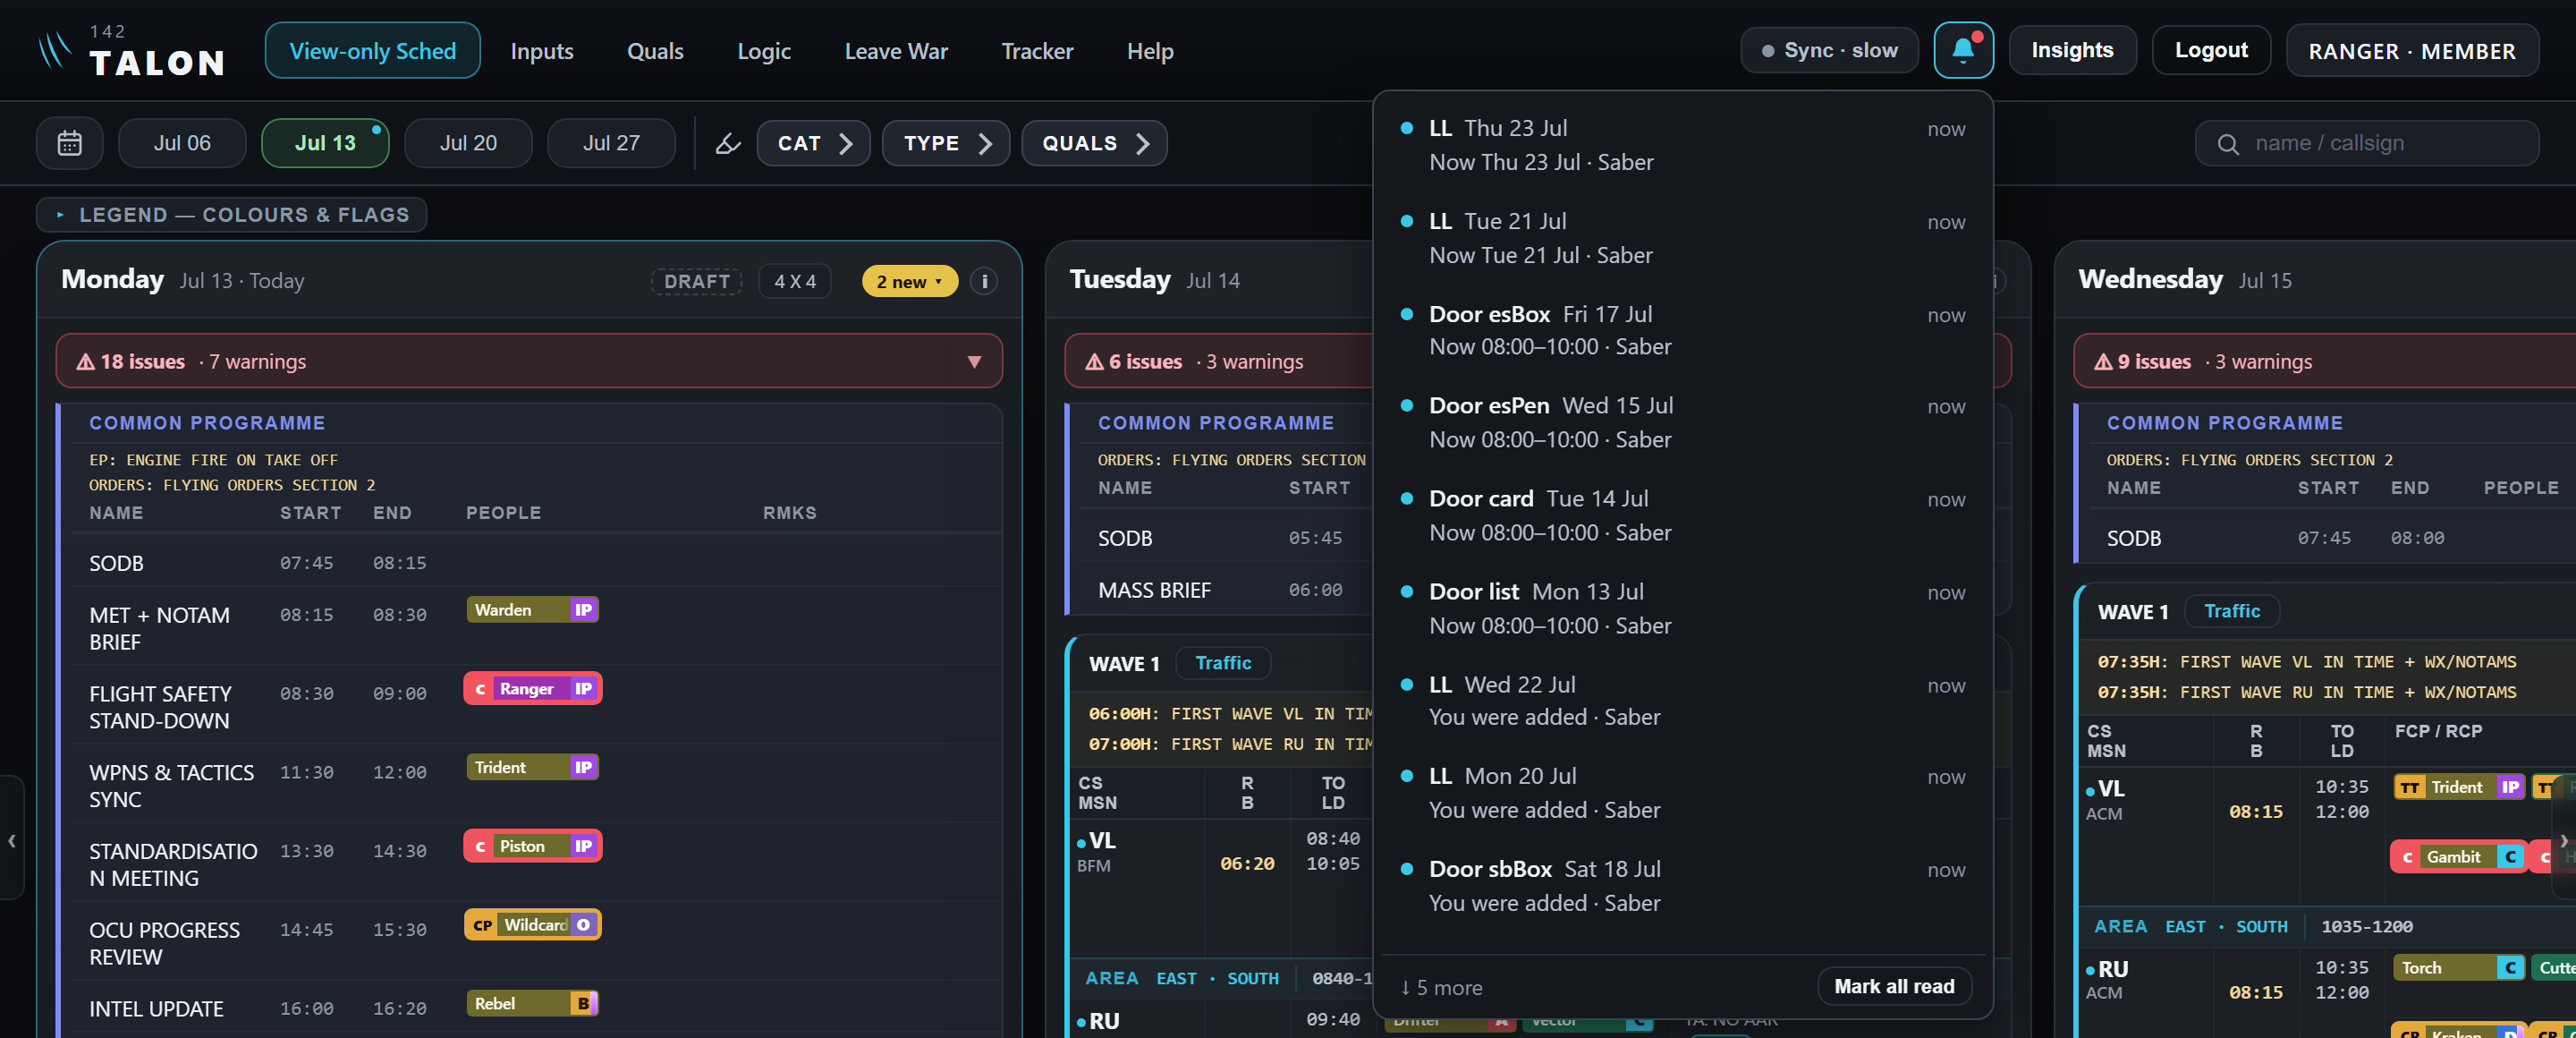 142
TALON
View-only Sched
Inputs
Quals
Logic
Leave War
Tracker
Help
Sync · slow
Insights
Logout
RANGER · MEMBER
Jul 06
Jul 13
Jul 20
Jul 27
CAT
TYPE
QUALS
name / callsign
LEGEND — COLOURS & FLAGS
Monday Jul 13 · Today
DRAFT
4 X 4
2 new
i
18 issues · 7 warnings
COMMON PROGRAMME
EP: ENGINE FIRE ON TAKE OFF
ORDERS: FLYING ORDERS SECTION 2
NAME START END PEOPLE RMKS
SODB 07:45 08:15
MET + NOTAM 08:15 08:30 Warden IP
BRIEF
FLIGHT SAFETY 08:30 09:00 C Ranger IP
STAND-DOWN
WPNS & TACTICS 11:30 12:00 Trident IP
SYNC
STANDARDISATIO 13:30 14:30 C Piston IP
N MEETING
OCU PROGRESS 14:45 15:30 CP Wildcard O
REVIEW
INTEL UPDATE 16:00 16:20 Rebel B
Tuesday Jul 14
6 issues · 3 warnings
COMMON PROGRAMME
ORDERS: FLYING ORDERS SECTION
NAME START
SODB 05:45
MASS BRIEF 06:00
WAVE 1 Traffic
06:00H: FIRST WAVE VL IN TIM
07:00H: FIRST WAVE RU IN TIM
CS R TO
MSN B LD
VL 08:40
BFM 06:20 10:05
AREA EAST · SOUTH 0840-1
RU 09:40
LL Thu 23 Jul now
Now Thu 23 Jul · Saber
LL Tue 21 Jul now
Now Tue 21 Jul · Saber
Door esBox Fri 17 Jul now
Now 08:00–10:00 · Saber
Door esPen Wed 15 Jul now
Now 08:00–10:00 · Saber
Door card Tue 14 Jul now
Now 08:00–10:00 · Saber
Door list Mon 13 Jul now
Now 08:00–10:00 · Saber
LL Wed 22 Jul now
You were added · Saber
LL Mon 20 Jul now
You were added · Saber
Door sbBox Sat 18 Jul now
You were added · Saber
↓ 5 more
Mark all read
Wednesday Jul 15
9 issues · 3 warnings
COMMON PROGRAMME
ORDERS: FLYING ORDERS SECTION 2
NAME START END PEOPLE
SODB 07:45 08:00
WAVE 1 Traffic
07:35H: FIRST WAVE VL IN TIME + WX/NOTAMS
07:35H: FIRST WAVE RU IN TIME + WX/NOTAMS
CS R TO FCP / RCP
MSN B LD
VL 10:35 TT Trident IP TT
ACM 08:15 12:00
C Gambit C C
AREA EAST · SOUTH 1035-1200
RU 10:35 Torch C Cutte
ACM 08:15 12:00